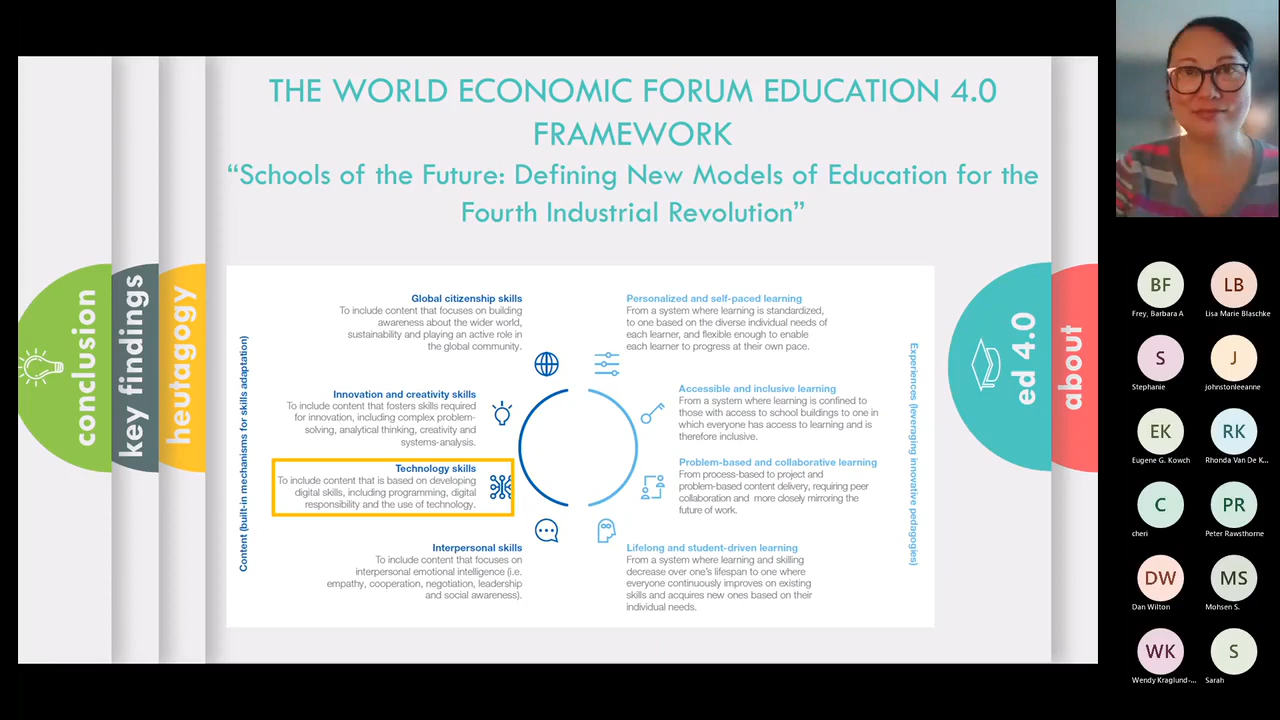 THE WORLD ECONOMIC FORUM EDUCATION 4.0
FRAMEWORK
“Schools of the Future: Defining New Models of Education for the
Fourth Industrial Revolution”
conclusion
key findings
heutagogy
Content (built-in mechanisms for skills adaptation)
Global citizenship skills
To include content that focuses on building
awareness about the wider world,
sustainability and playing an active role in
the global community.
Innovation and creativity skills
To include content that fosters skills required
for innovation, including complex problem-
solving, analytical thinking, creativity and
systems-analysis.
Technology skills
To include content that is based on developing
digital skills, including programming, digital
responsibility and the use of technology.
Interpersonal skills
To include content that focuses on
interpersonal emotional intelligence (i.e.
empathy, cooperation, negotiation, leadership
and social awareness).
Personalized and self-paced learning
From a system where learning is standardized,
to one based on the diverse individual needs of
each learner, and flexible enough to enable
each learner to progress at their own pace.
Accessible and inclusive learning
From a system where learning is confined to
those with access to school buildings to one in
which everyone has access to learning and is
therefore inclusive.
Problem-based and collaborative learning
From process-based to project and
problem-based content delivery, requiring peer
collaboration and more closely mirroring the
future of work.
Lifelong and student-driven learning
From a system where learning and skilling
decrease over one’s lifespan to one where
everyone continuously improves on existing
skills and acquires new ones based on their
individual needs.
Experiences (leveraging innovative pedagogies)
ed 4.0
about
BF
Frey, Barbara A
LB
Lisa Marie Blaschke
S
Stephanie
J
johnstonleeanne
EK
Eugene G. Kowch
RK
Rhonda Van De K...
C
cheri
PR
Peter Rawsthorne
DW
Dan Wilton
MS
Mohsen S.
WK
Wendy Kraglund-...
S
Sarah